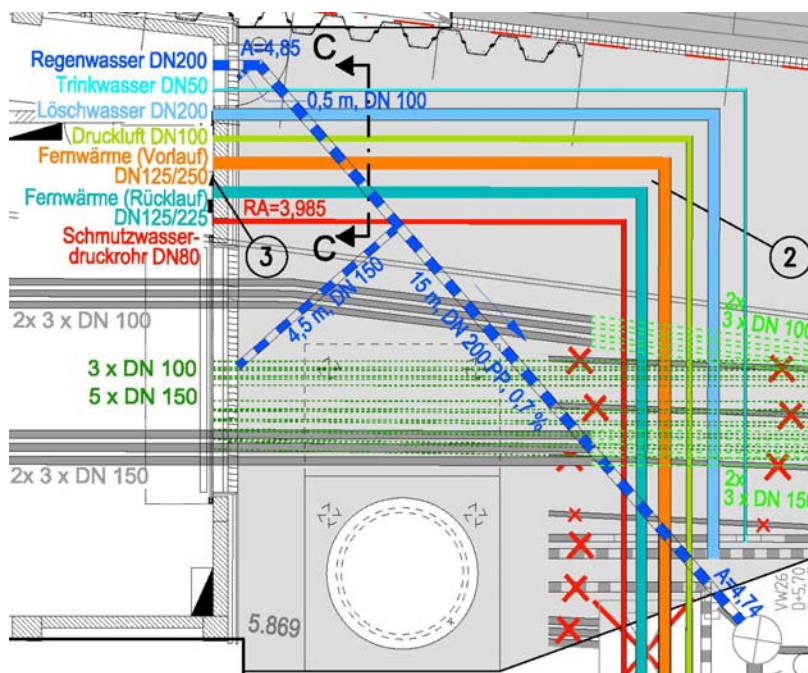 Regenwasser DN200
A=4,85
C
Trinkwasser DN50
0,5 m, DN 100
Löschwasser DN200
Druckluft DN100
Fernwärme (Vorlauf)
DN125/250
Fernwärme (Rücklauf)
DN125/225
RA=3,985
Schmutzwasser-
druckrohr DN80
C
3
2
4,5 m, DN 150
15 m, DN 200 PP, 0,7 %
2x 3 x DN 100
2x
3 x DN 100
3 x DN 100
5 x DN 150
2x 3 x DN 150
2x
3 x DN 150
A=4,74
VW26
D+5,70
5.869